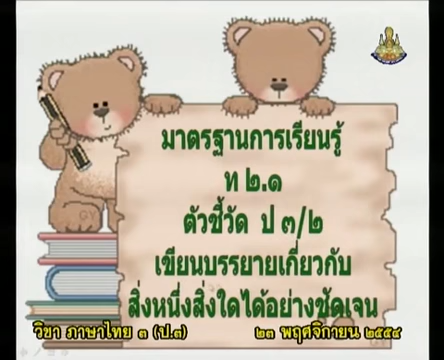 มาตรฐานการเรียนรู้
ท ๒.๑
ตัวชี้วัด ป ๓/๒
เขียนบรรยายเกี่ยวกับ
สิ่งหนึ่งสิ่งใดได้อย่างชัดเจน
วิชา ภาษาไทย ๓ (ป.๓) ๒๓ พฤศจิกายน ๒๕๕๔